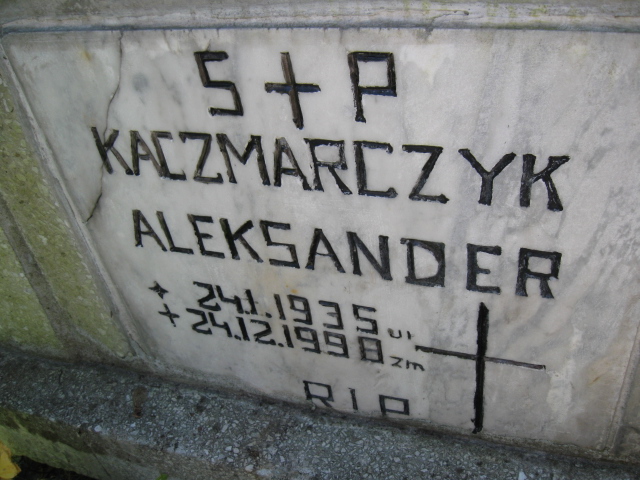 S + P
KACZMARCZYK
ALEKSANDER
24.1.1935 ur
+ 24.12.1998 zm
RIP